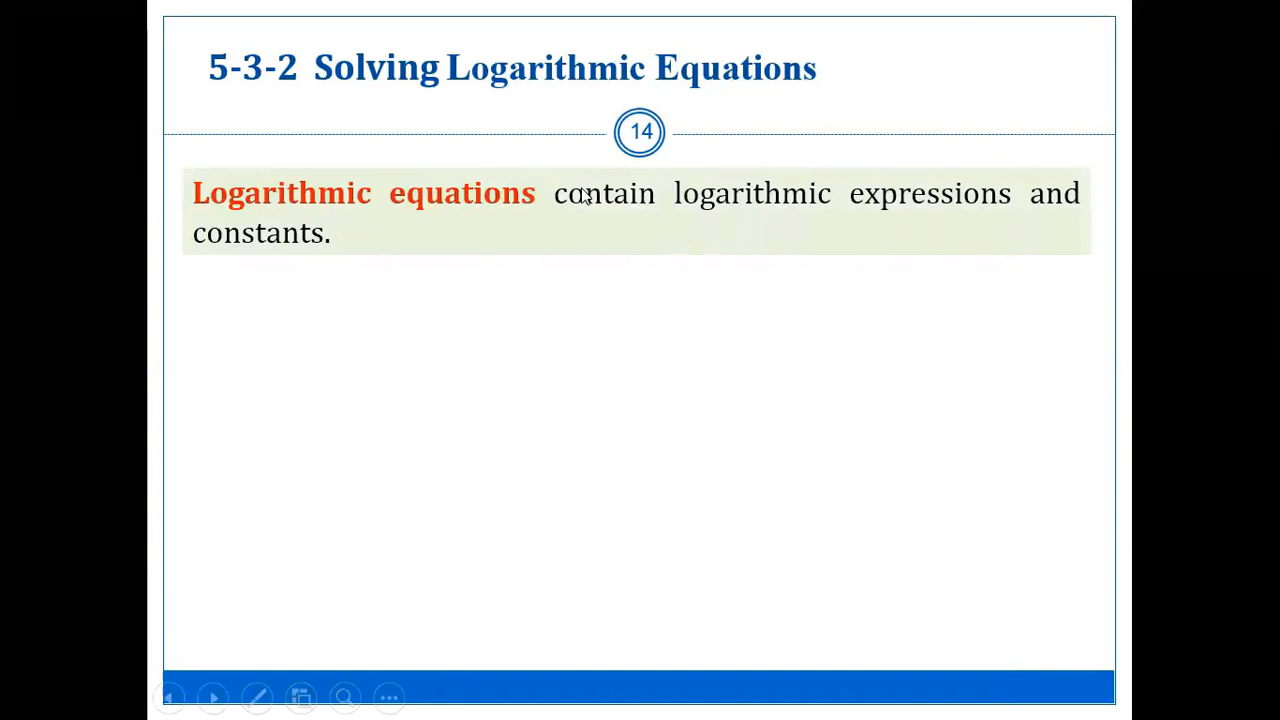 5-3-2 Solving Logarithmic Equations
14
Logarithmic equations contain logarithmic expressions and
constants.